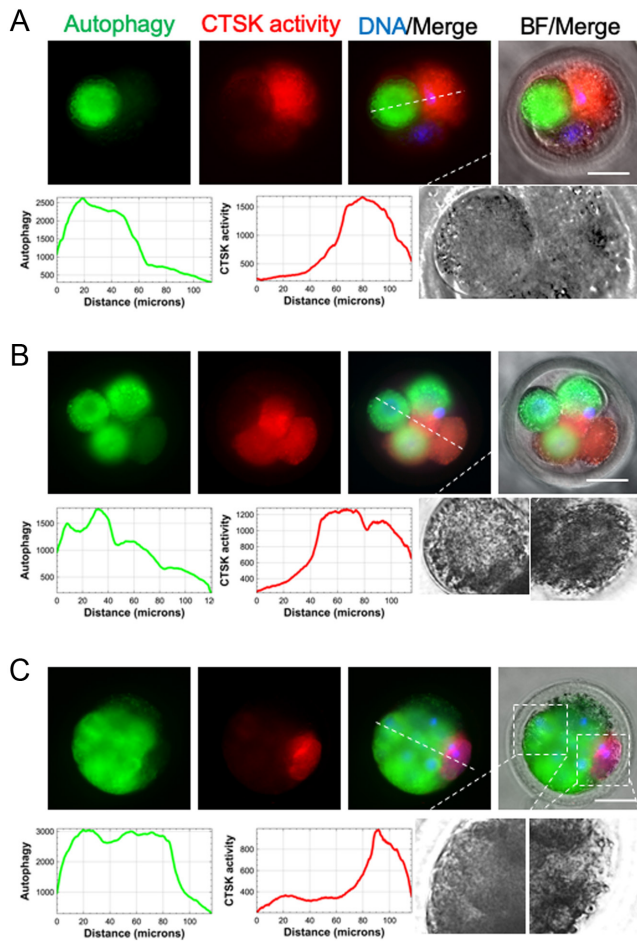 A
Autophagy CTSK activity DNA/Merge BF/Merge
2500
2000
1500
1000
500
Autophagy
0 20 40 60 80 100
Distance (microns)
1500
1000
500
CTSK activity
0 20 40 60 80 100
Distance (microns)
B
1500
1000
500
Autophagy
0 20 40 60 80 100 120
Distance (microns)
1200
1000
800
600
400
CTSK activity
0 20 40 60 80 100
Distance (microns)
C
3000
2000
1000
Autophagy
0 20 40 60 80 100
Distance (microns)
800
600
400
CTSK activity
0 20 40 60 80 100
Distance (microns)